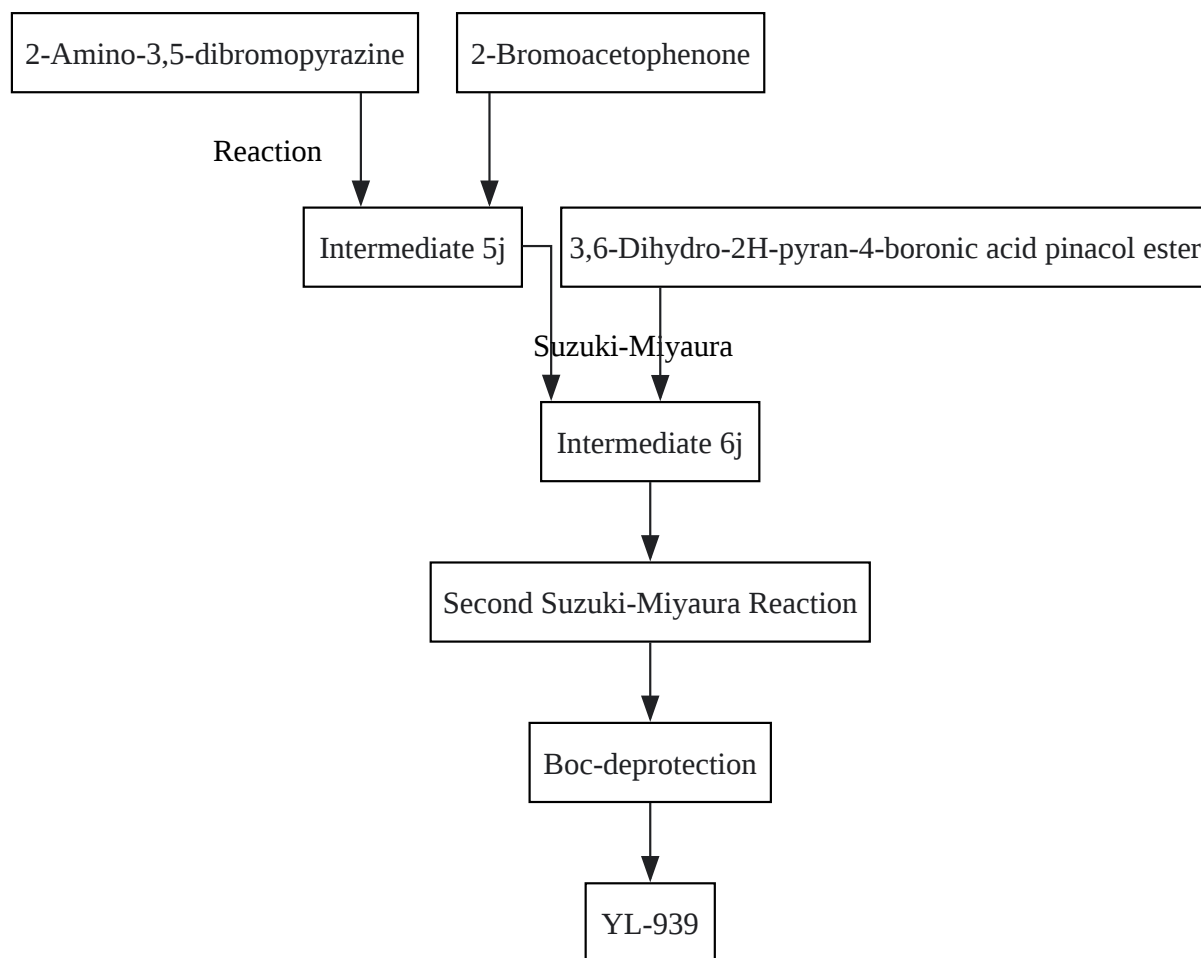 2-Amino-3,5-dibromopyrazine
2-Bromoacetophenone
Reaction
Intermediate 5j
3,6-Dihydro-2H-pyran-4-boronic acid pinacol ester
Suzuki-Miyaura
Intermediate 6j
Second Suzuki-Miyaura Reaction
Boc-deprotection
YL-939